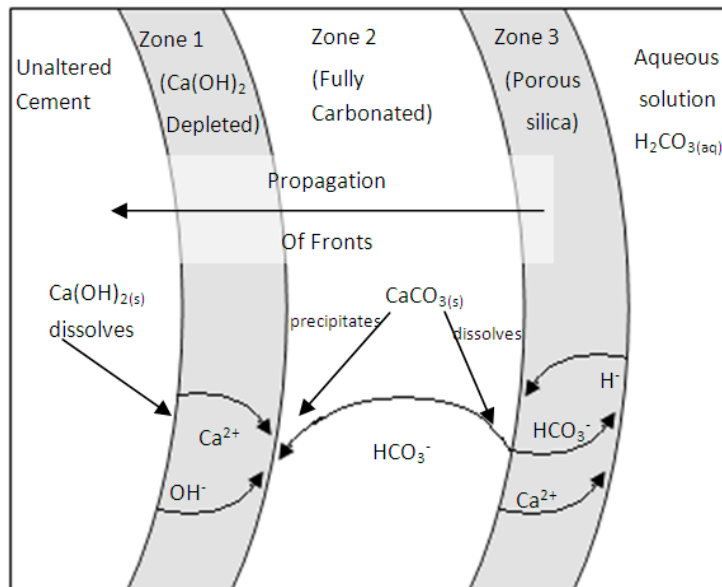 Unaltered
Cement
Zone 1
(Ca(OH)₂
Depleted)
Zone 2
(Fully
Carbonated)
Zone 3
(Porous
silica)
Aqueous
solution
H₂CO₃(aq)
Propagation
Of Fronts
Ca(OH)₂(s)
dissolves
CaCO₃(s)
precipitates
dissolves
Ca²⁺
OH⁻
HCO₃⁻
H⁻
HCO₃⁻
Ca²⁺